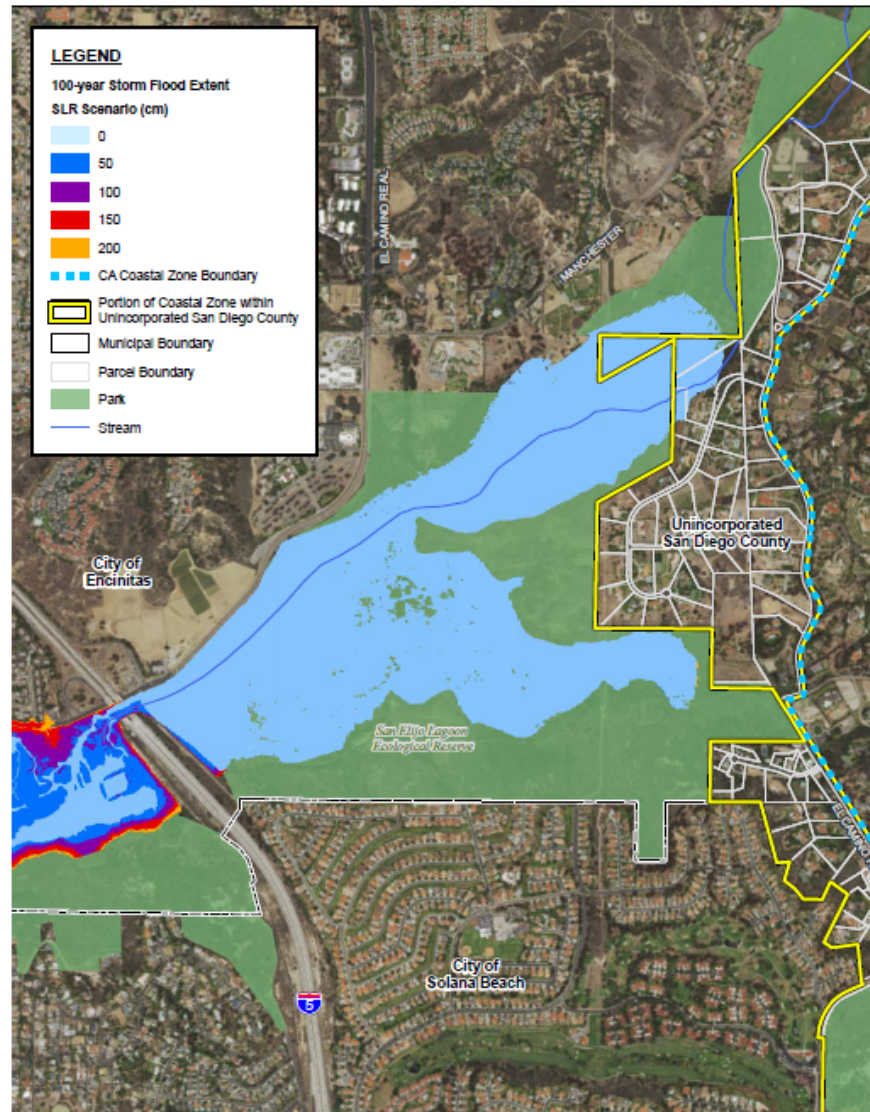 LEGEND
100-year Storm Flood Extent
SLR Scenario (cm)
0
50
100
150
200
CA Coastal Zone Boundary
Portion of Coastal Zone within
Unincorporated San Diego County
Municipal Boundary
Parcel Boundary
Park
Stream
EL CAMINO REAL
MANCHESTER
Unincorporated
San Diego County
City of
Encinitas
San Elijo Lagoon
Ecological Reserve
EL CAMINO
City of
Solana Beach
5